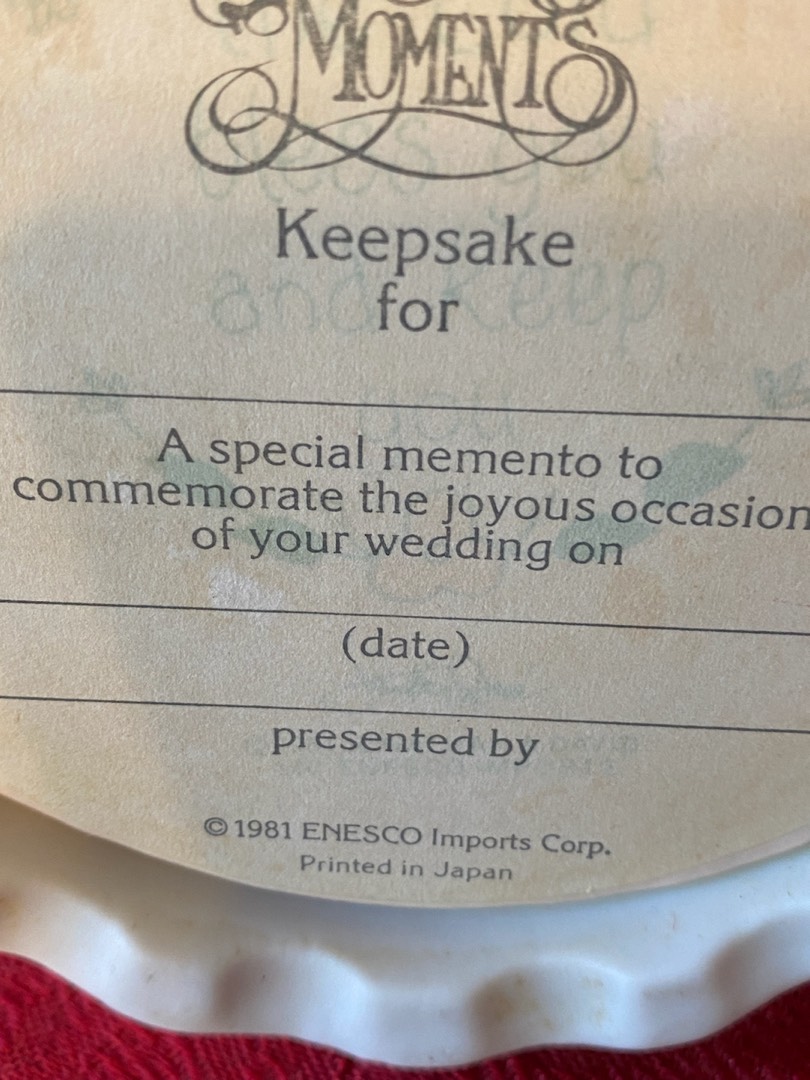 MOMENTS
Keepsake
for
A special memento to
commemorate the joyous occasion
of your wedding on
(date)
presented by
© 1981 ENESCO Imports Corp.
Printed in Japan